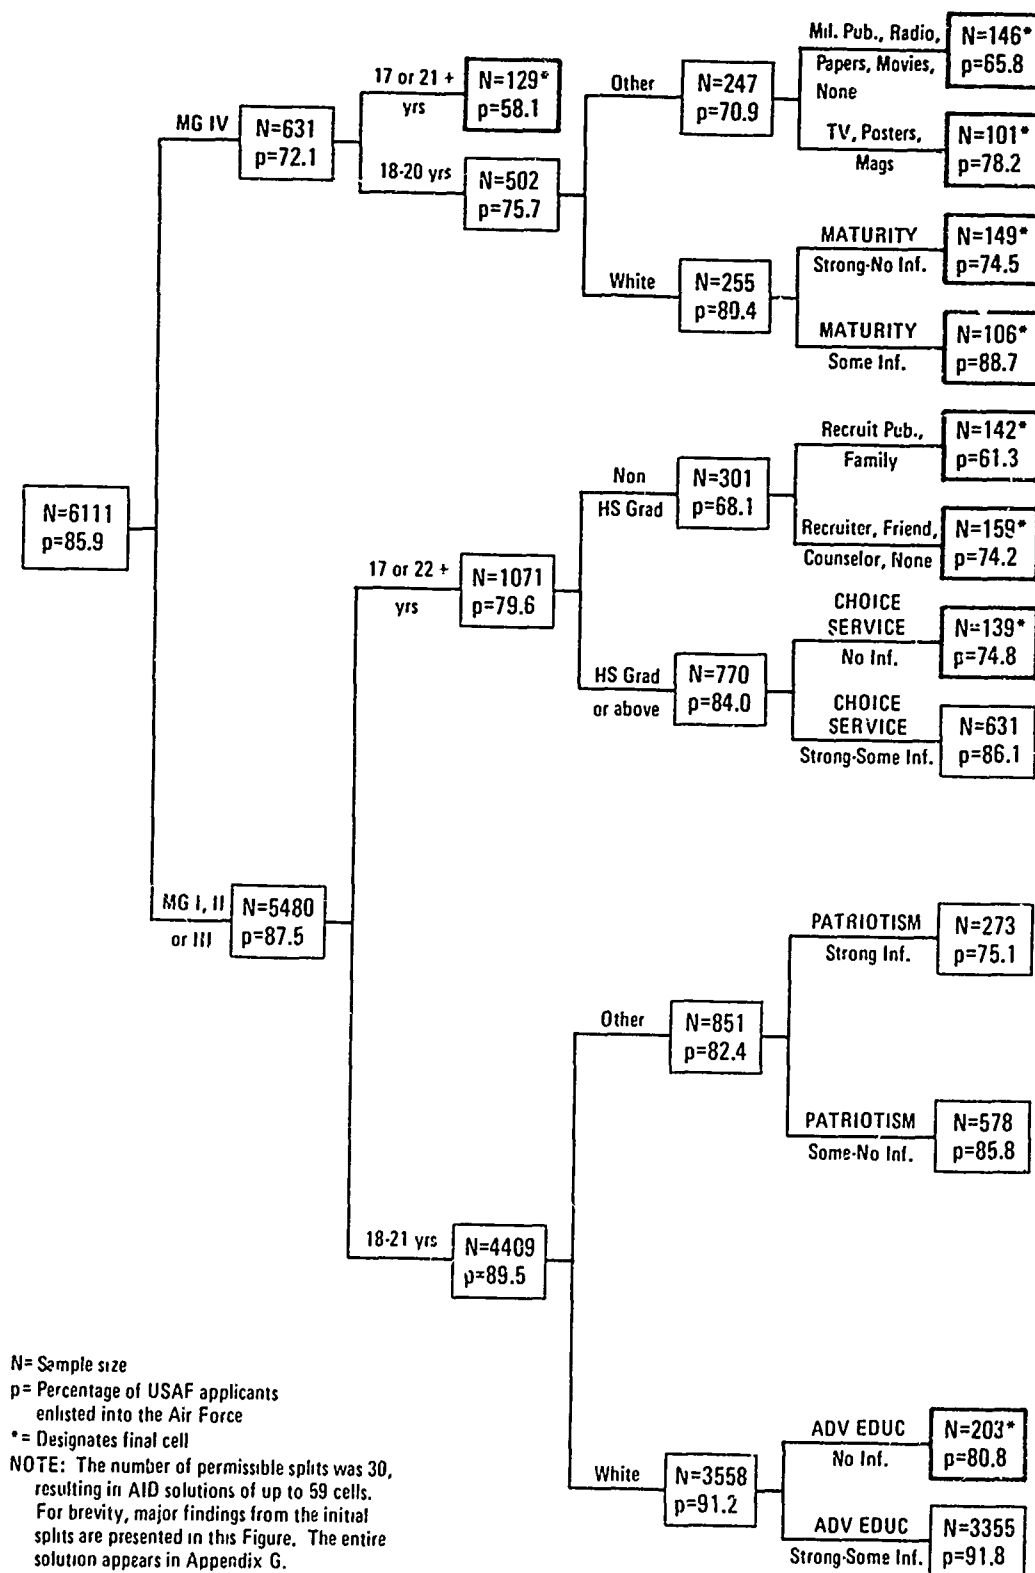 N=6111
p=85.9
MG IV
N=631
p=72.1
17 or 21 +
yrs
N=129*
p=58.1
18-20 yrs
N=502
p=75.7
Other
N=247
p=70.9
Mil. Pub., Radio,
Papers, Movies,
None
N=146*
p=65.8
TV, Posters,
Mags
N=101*
p=78.2
White
N=255
p=80.4
MATURITY
Strong-No Inf.
N=149*
p=74.5
MATURITY
Some Inf.
N=106*
p=88.7
MG I, II
or III
N=5480
p=87.5
17 or 22 +
yrs
N=1071
p=79.6
Non
HS Grad
N=301
p=68.1
Recruit Pub.,
Family
N=142*
p=61.3
Recruiter, Friend,
Counselor, None
N=159*
p=74.2
HS Grad
or above
N=770
p=84.0
CHOICE
SERVICE
No Inf.
N=139*
p=74.8
CHOICE
SERVICE
Strong-Some Inf.
N=631
p=86.1
18-21 yrs
N=4409
p=89.5
Other
N=851
p=82.4
PATRIOTISM
Strong Inf.
N=273
p=75.1
PATRIOTISM
Some-No Inf.
N=578
p=85.8
White
N=3558
p=91.2
ADV EDUC
No Inf.
N=203*
p=80.8
ADV EDUC
Strong-Some Inf.
N=3355
p=91.8
N= Sample size
p= Percentage of USAF applicants
enlisted into the Air Force
*= Designates final cell
NOTE: The number of permissible splits was 30,
resulting in AID solutions of up to 59 cells.
For brevity, major findings from the initial
splits are presented in this Figure. The entire
solution appears in Appendix G.